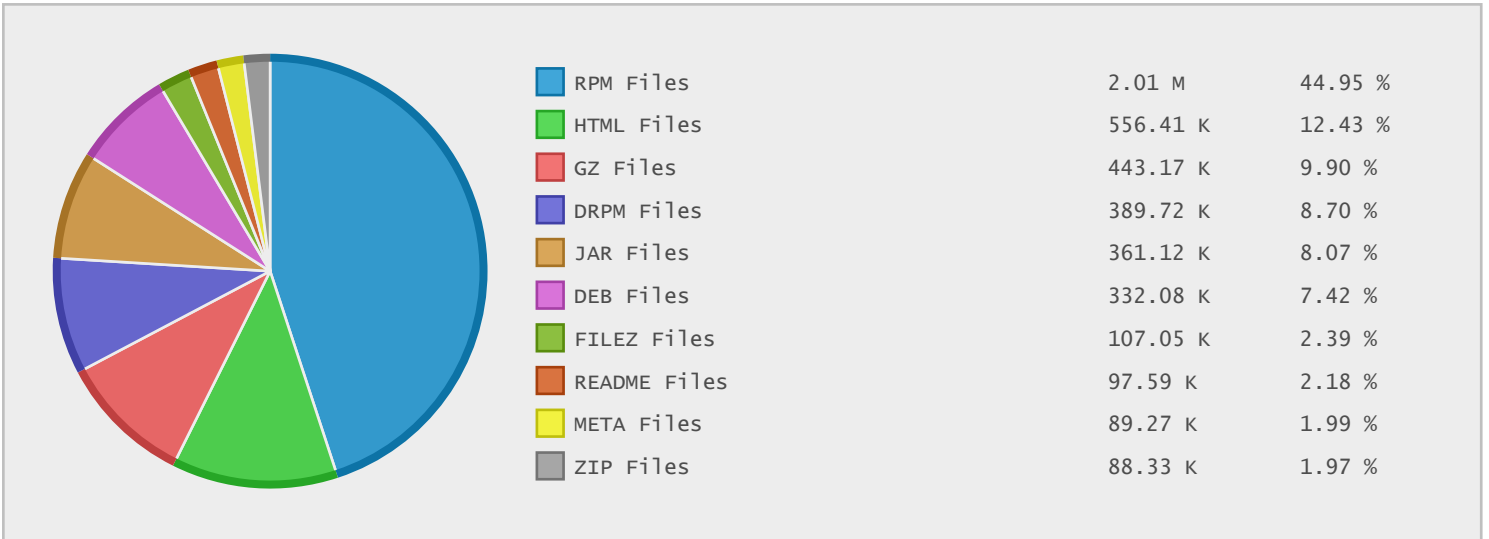 RPM Files 2.01 M 44.95 %
HTML Files 556.41 K 12.43 %
GZ Files 443.17 K 9.90 %
DRPM Files 389.72 K 8.70 %
JAR Files 361.12 K 8.07 %
DEB Files 332.08 K 7.42 %
FILEZ Files 107.05 K 2.39 %
README Files 97.59 K 2.18 %
META Files 89.27 K 1.99 %
ZIP Files 88.33 K 1.97 %